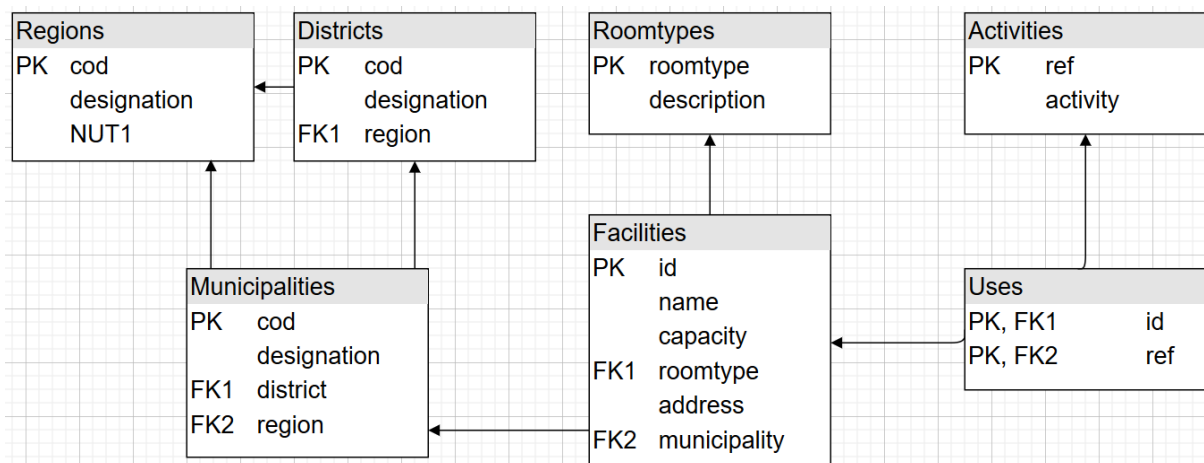 Regions
PK cod
designation
NUT1
Districts
PK cod
designation
FK1 region
Roomtypes
PK roomtype
description
Activities
PK ref
activity
Municipalities
PK cod
designation
FK1 district
FK2 region
Facilities
PK id
name
capacity
FK1 roomtype
address
FK2 municipality
Uses
PK, FK1 id
PK, FK2 ref